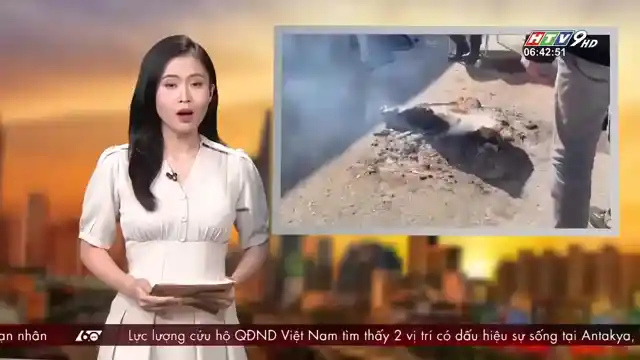 HTV9 HD
06:42:51
ạn nhân 60 Lực lượng cứu hộ QĐND Việt Nam tìm thấy 2 vị trí có dấu hiệu sự sống tại Antakya,